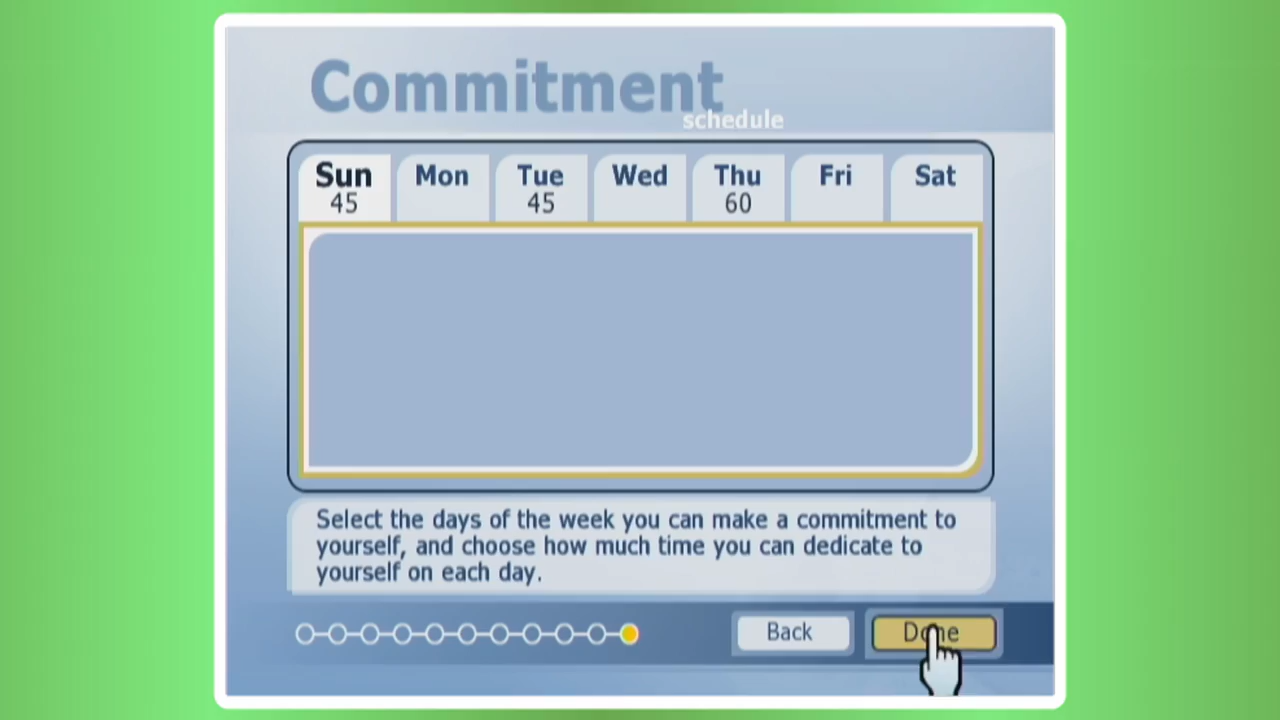 Commitment
schedule
Sun Mon Tue Wed Thu Fri Sat
45 45 60
Select the days of the week you can make a commitment to
yourself, and choose how much time you can dedicate to
yourself on each day.
Back Done